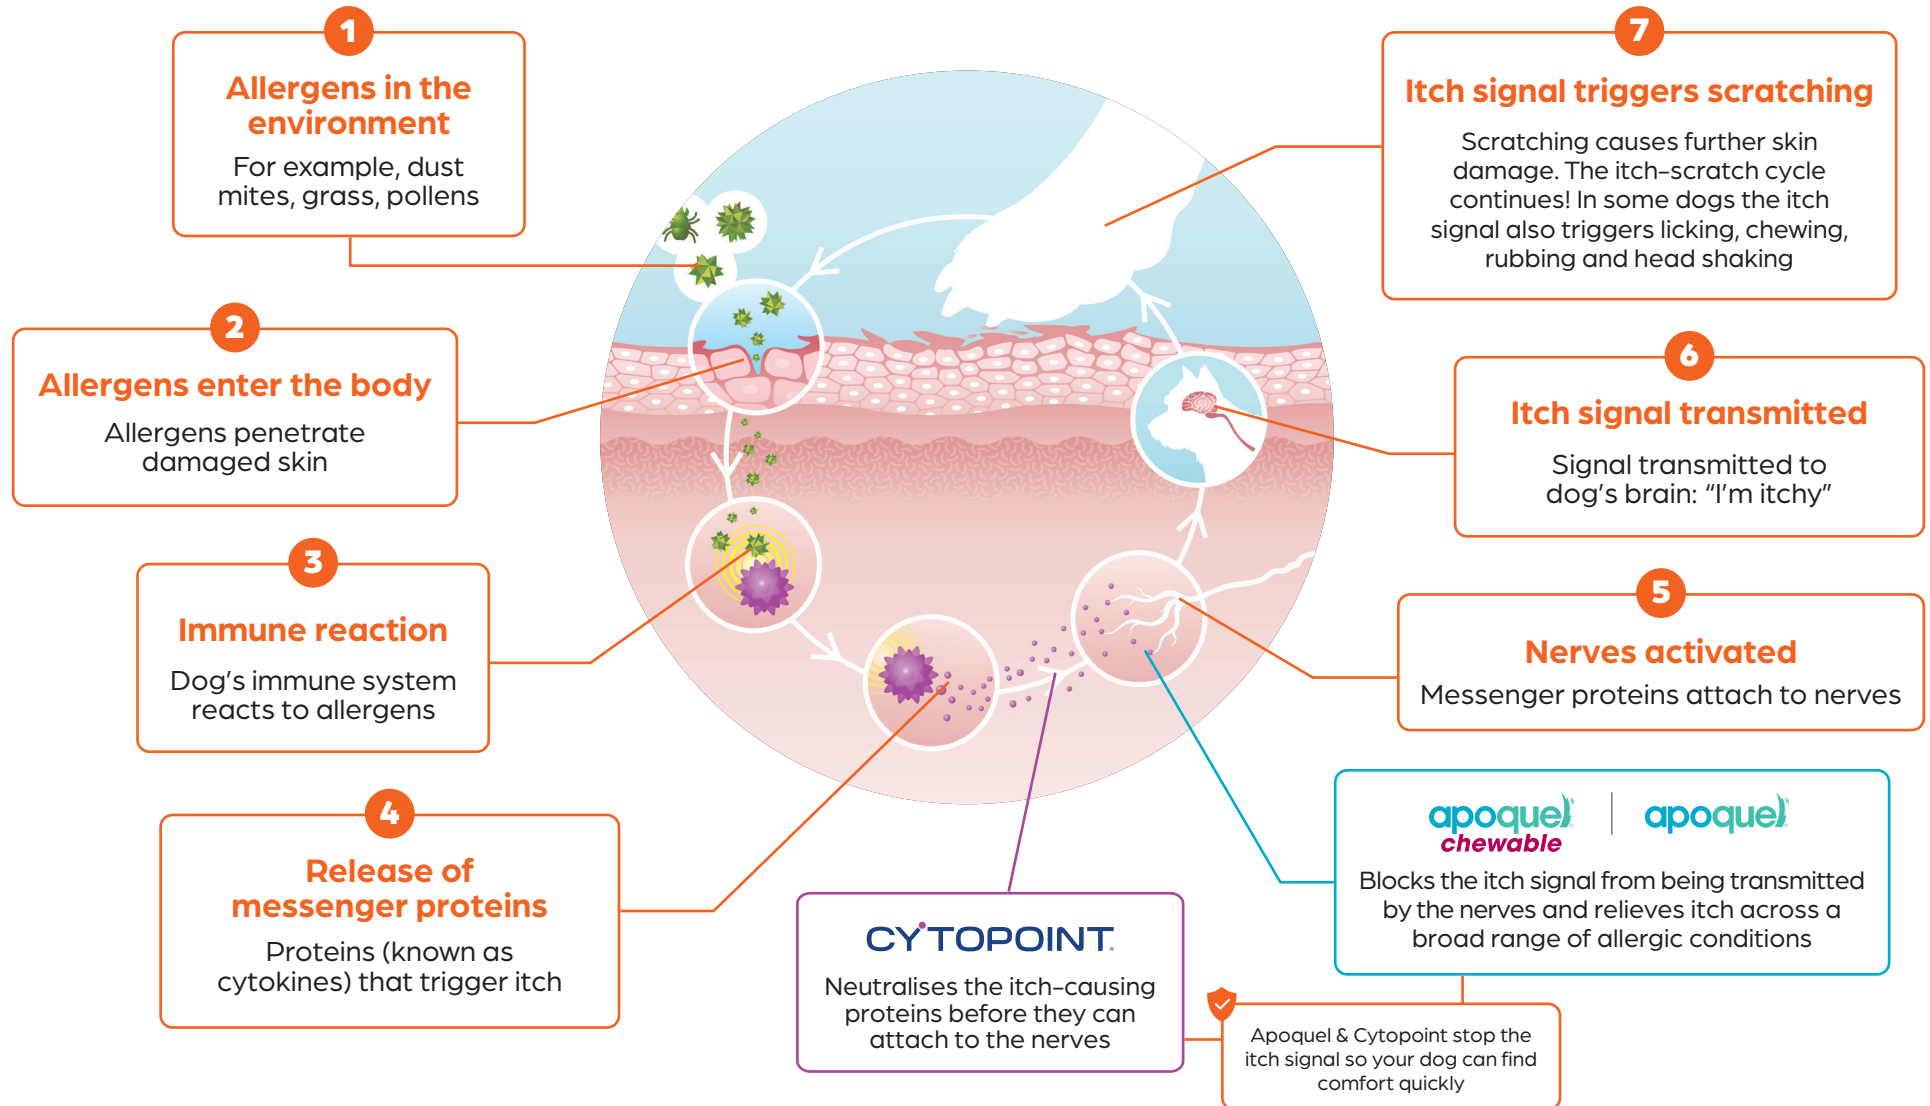 1
Allergens in the
environment
For example, dust
mites, grass, pollens
2
Allergens enter the body
Allergens penetrate
damaged skin
3
Immune reaction
Dog's immune system
reacts to allergens
4
Release of
messenger proteins
Proteins (known as
cytokines) that trigger itch
5
Nerves activated
Messenger proteins attach to nerves
6
Itch signal transmitted
Signal transmitted to
dog's brain: “I'm itchy”
7
Itch signal triggers scratching
Scratching causes further skin
damage. The itch-scratch cycle
continues! In some dogs the itch
signal also triggers licking, chewing,
rubbing and head shaking
CYTOPOINT
Neutralises the itch-causing
proteins before they can
attach to the nerves
apoquel
chewable
apoquel
Blocks the itch signal from being transmitted
by the nerves and relieves itch across a
broad range of allergic conditions
Apoquel & Cytopoint stop the
itch signal so your dog can find
comfort quickly